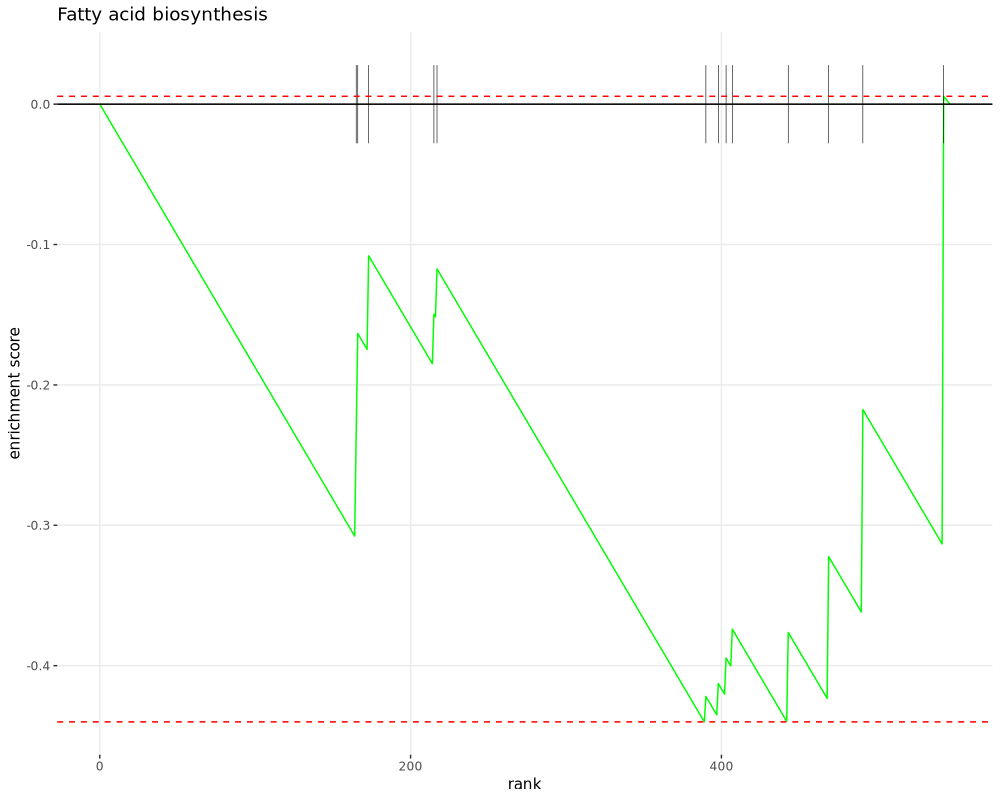 Fatty acid biosynthesis
enrichment score
0.0
-0.1
-0.2
-0.3
-0.4
0
200
400
rank